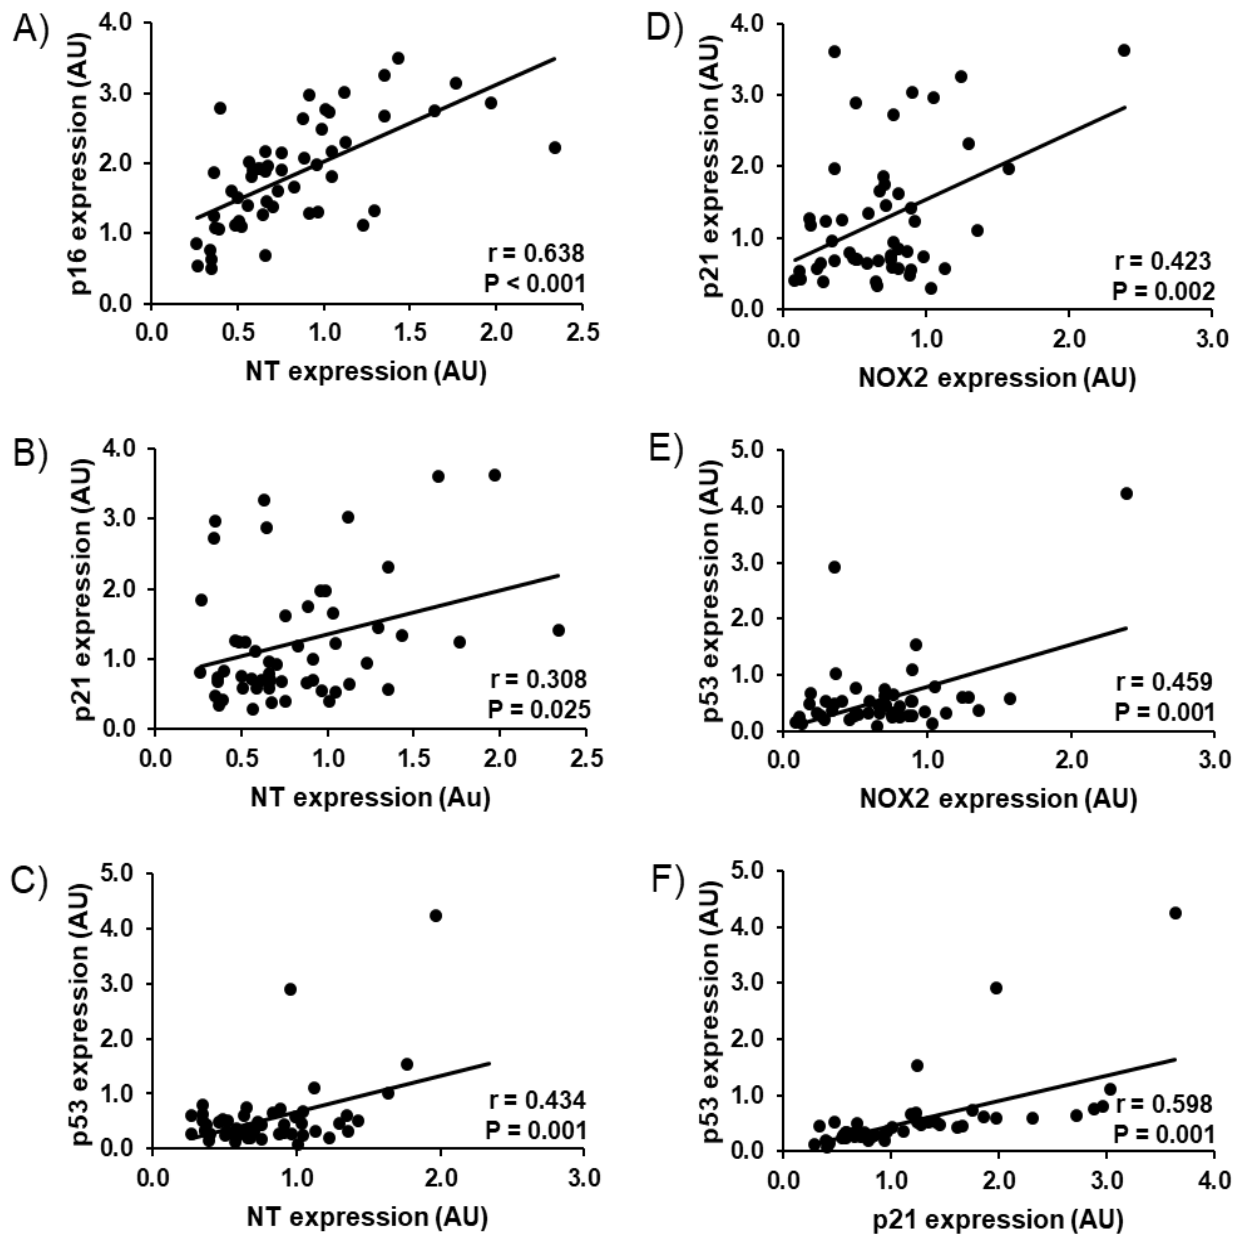 A)
p16 expression (AU)
4.0
3.0
2.0
1.0
0.0
r = 0.638
P < 0.001
0.0 0.5 1.0 1.5 2.0 2.5
NT expression (AU)
D)
p21 expression (AU)
4.0
3.0
2.0
1.0
0.0
r = 0.423
P = 0.002
0.0 1.0 2.0 3.0
NOX2 expression (AU)
B)
p21 expression (AU)
4.0
3.0
2.0
1.0
0.0
r = 0.308
P = 0.025
0.0 0.5 1.0 1.5 2.0 2.5
NT expression (Au)
E)
p53 expression (AU)
5.0
4.0
3.0
2.0
1.0
0.0
r = 0.459
P = 0.001
0.0 1.0 2.0 3.0
NOX2 expression (AU)
C)
p53 expression (AU)
5.0
4.0
3.0
2.0
1.0
0.0
r = 0.434
P = 0.001
0.0 1.0 2.0 3.0
NT expression (AU)
F)
p53 expression (AU)
5.0
4.0
3.0
2.0
1.0
0.0
r = 0.598
P = 0.001
0.0 1.0 2.0 3.0 4.0
p21 expression (AU)